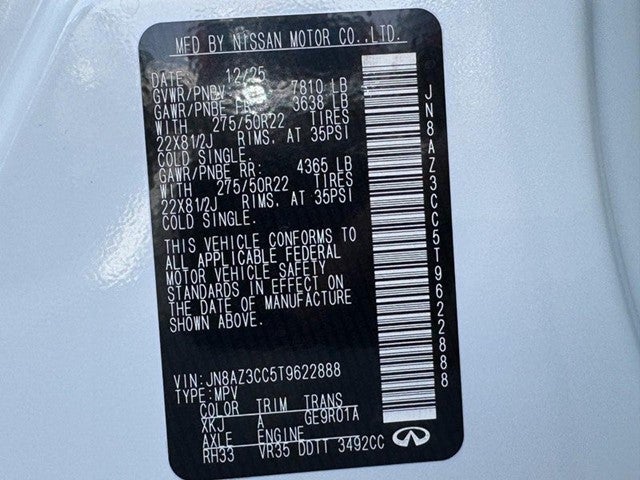 MFD BY NISSAN MOTOR CO.,LTD.
DATE 12/25
GVWR/PNBV 7810 LB
GAWR/PNBE FR: 3638 LB
WITH 275/50R22 TIRES
22X81/2J RIMS, AT 35PSI
COLD SINGLE.
GAWR/PNBE RR: 4365 LB
WITH 275/50R22 TIRES
22X81/2J RIMS, AT 35PSI
COLD SINGLE.
THIS VEHICLE CONFORMS TO
ALL APPLICABLE FEDERAL
MOTOR VEHICLE SAFETY
STANDARDS IN EFFECT ON
THE DATE OF MANUFACTURE
SHOWN ABOVE.
VIN: JN8AZ3CC5T9622888
TYPE: MPV
COLOR TRIM TRANS
XKJ A GE9R01A
AXLE ENGINE
RH33 VR35 DDTT 3492CC
INFINITI
JN8AZ3CC5T9622888